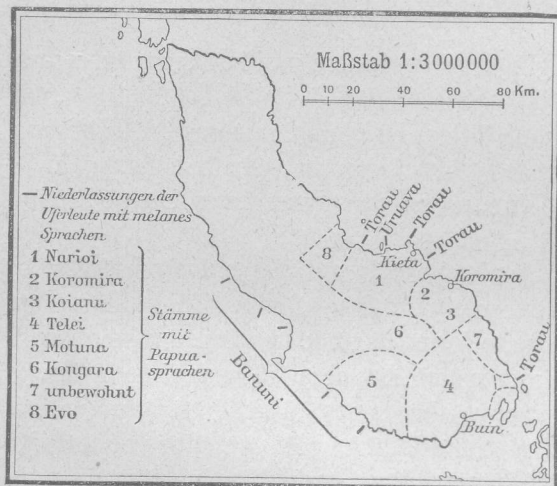 Maßstab 1:3000000
0 10 20 40 60 80 Km.
Niederlassungen der
Uferleute mit melanes
Sprachen
1 Narioi
2 Koromira
3 Koianu
4 Telei
5 Motuna
6 Kongara
7 unbewohnt
8 Evo
Stämme
mit
Papua-
sprachen
Banuni
Torau
Uruava
Torau
Torau
Kieta
Koromira
8
1
2
3
6
7
5
4
Torau
Buin